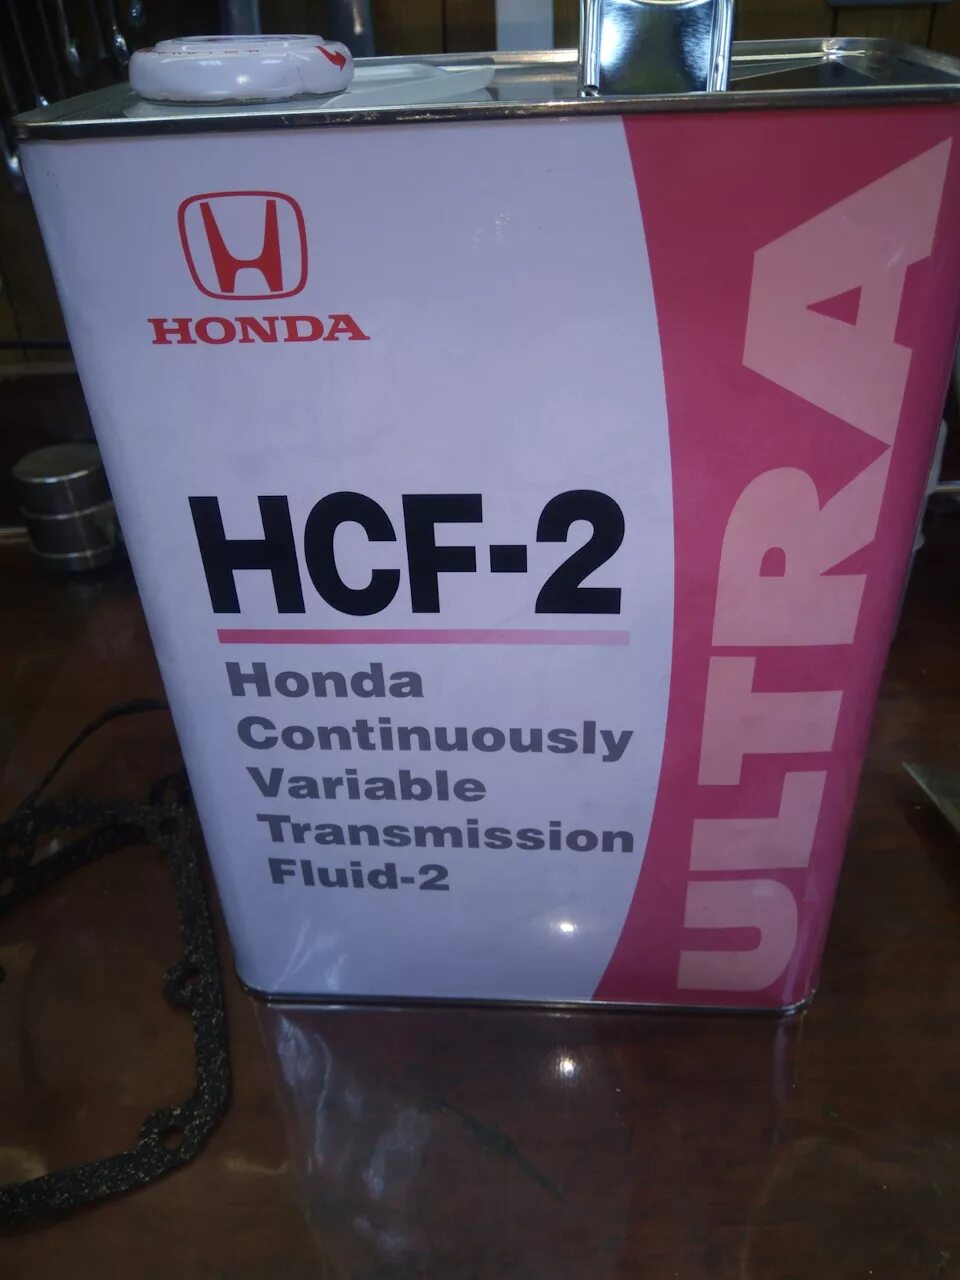 HONDA
HCF-2
Honda
Continuously
Variable
Transmission
Fluid-2
ULTRA